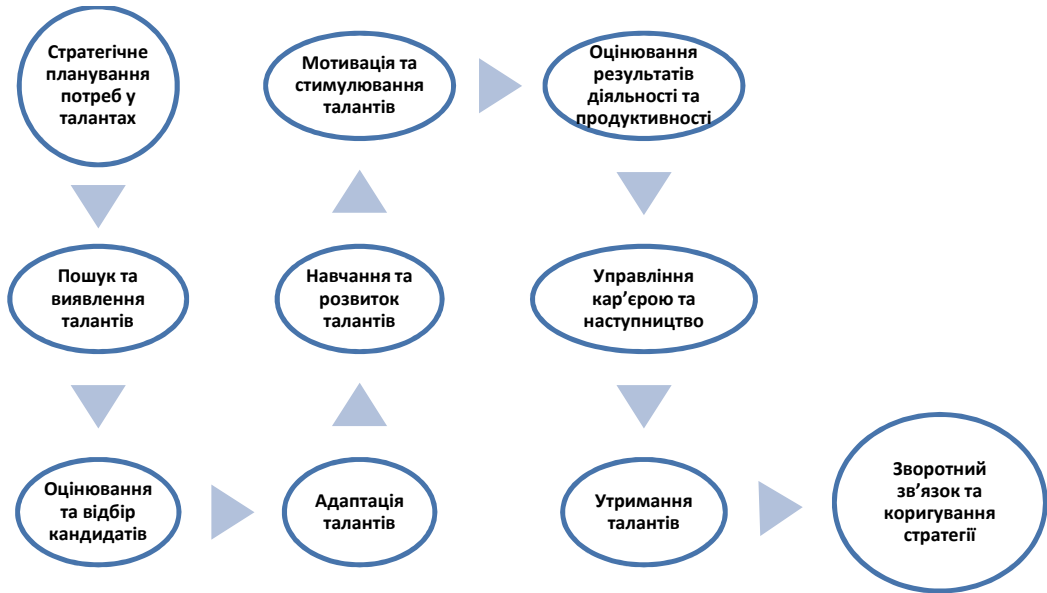 Стратегічне
планування
потреб у
талантах
Пошук та
виявлення
талантів
Оцінювання
та відбір
кандидатів
Адаптація
талантів
Навчання та
розвиток
талантів
Мотивація та
стимулювання
талантів
Оцінювання
результатів
діяльності та
продуктивності
Управління
кар’єрою та
наступництво
Утримання
талантів
Зворотний
зв’язок та
коригування
стратегії